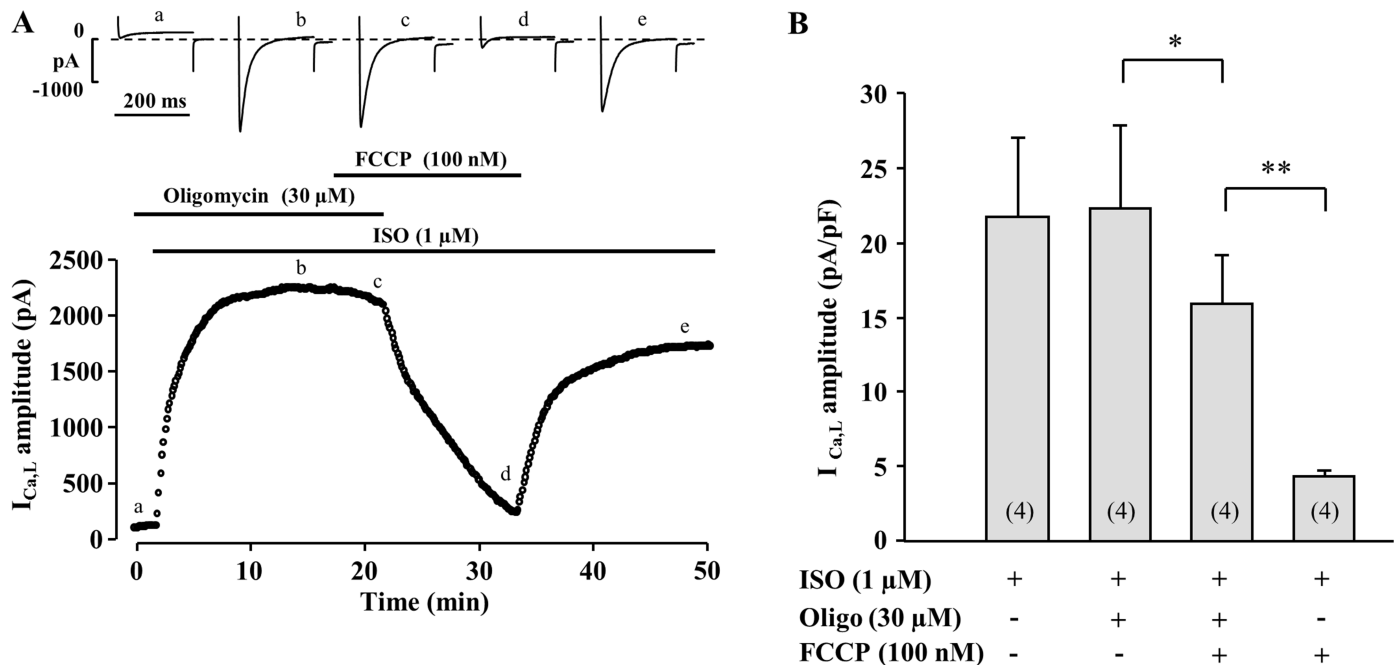 A
a b c d e
0
pA
-1000
200 ms
FCCP (100 nM)
Oligomycin (30 µM)
ISO (1 µM)
I Ca,L amplitude (pA)
2500
2000
1500
1000
500
0
a b c d e
0 10 20 30 40 50
Time (min)
B
*
**
I Ca,L amplitude (pA/pF)
30
25
20
15
10
5
0
(4) (4) (4) (4)
ISO (1 µM) + + + +
Oligo (30 µM) - + + -
FCCP (100 nM) - - + +